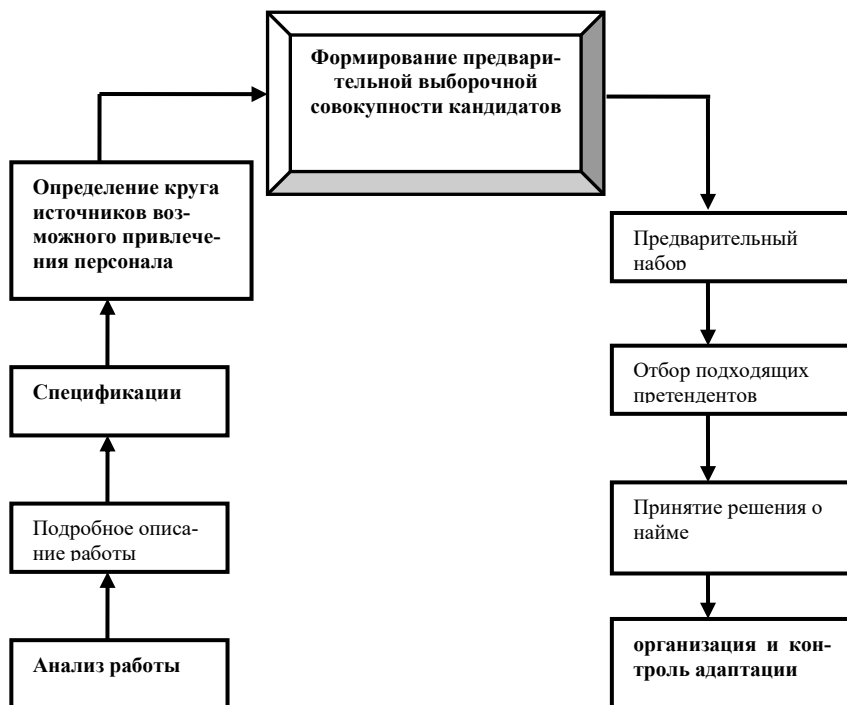 Формирование предвари-
тельной выборочной
совокупности кандидатов
Определение круга
источников воз-
можного привлече-
ния персонала
Спецификации
Подробное описа-
ние работы
Анализ работы
Предварительный
набор
Отбор подходящих
претендентов
Принятие решения о
найме
организация и кон-
троль адаптации